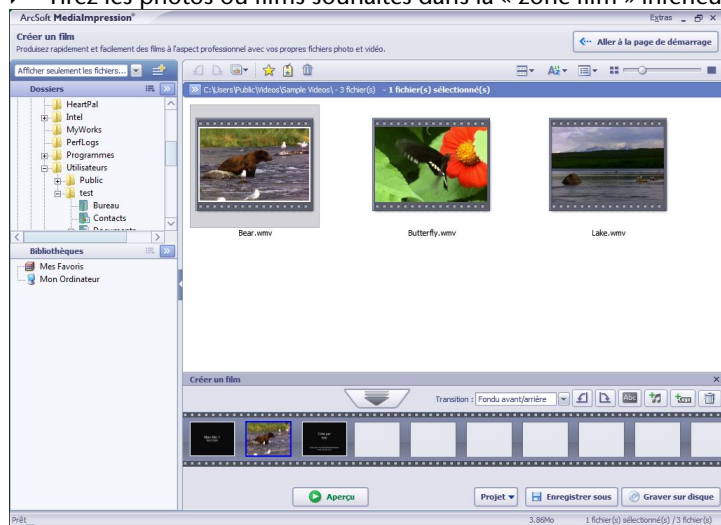 Tirez les photos ou films souhaités dans la « zone film »
ArcSoft MediaImpression®
Extras
Créer un film
Produisez rapidement et facilement des films à l'aspect professionnel avec vos propres fichiers photo et vidéo.
Aller à la page de démarrage
Afficher seulement les fichiers...
Dossiers
C:\Users\Public\Videos\Sample Videos\ - 3 fichier(s) - 1 fichier(s) sélectionné(s)
HeartPal
Intel
MyWorks
PerfLogs
Programmes
Utilisateurs
Public
test
Bureau
Contacts
Bear.wmv
Butterfly.wmv
Lake.wmv
Bibliothèques
Mes Favoris
Mon Ordinateur
Créer un film
Transition : Fondu avant/arrière
Abc
Aperçu
Projet
Enregistrer sous
Graver sur disque
Prêt
3.86Mo
1 fichier(s) sélectionné(s) / 3 fichier(s)